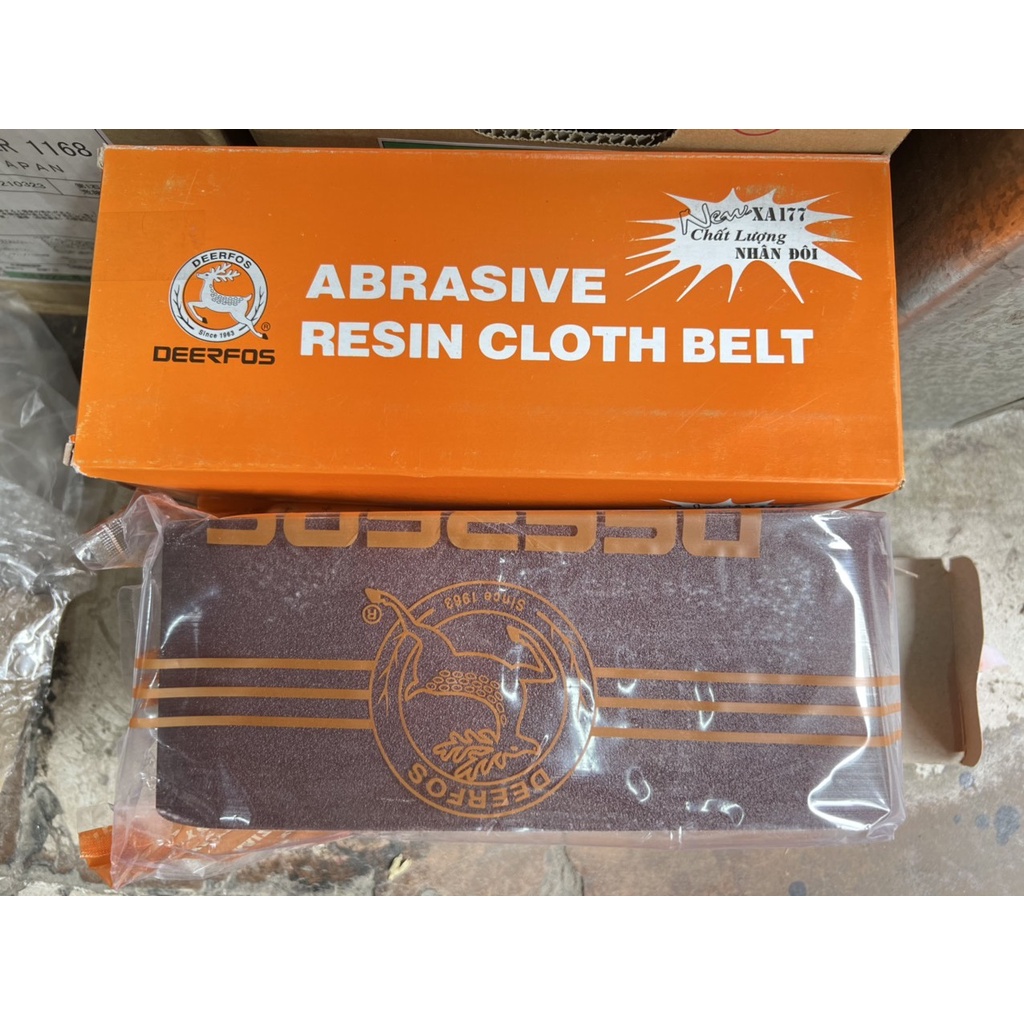 R 1168
APAN
210323
DEERFOS
Since 1963
®
DEERFOS
ABRASIVE
RESIN CLOTH BELT
New XA177
Chất Lượng
NHÂN ĐÔI
DEERFOS
Since 1963
®
DEERFOS